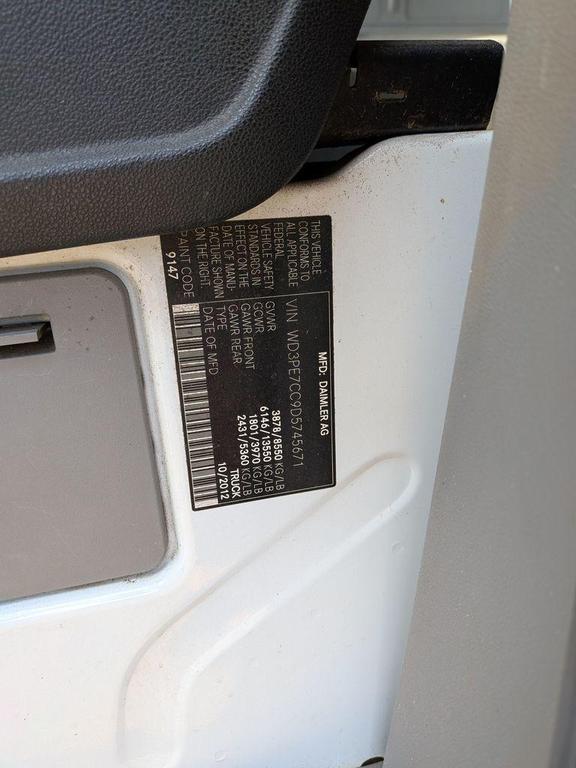 MFD: DAIMLER AG
THIS VEHICLE
CONFORMS TO
ALL APPLICABLE
FEDERAL
VEHICLE SAFETY
STANDARDS IN
EFFECT ON THE
DATE OF MANU-
FACTURE SHOWN
ON THE RIGHT.
PAINT CODE
9147
VIN WD3PE7CC9D5745671
GVWR 3878/8550 KG/LB
GCWR 6146/13550 KG/LB
GAWR FRONT 1801/3970 KG/LB
GAWR REAR 2431/5360 KG/LB
TYPE TRUCK
DATE OF MFD 10/2012